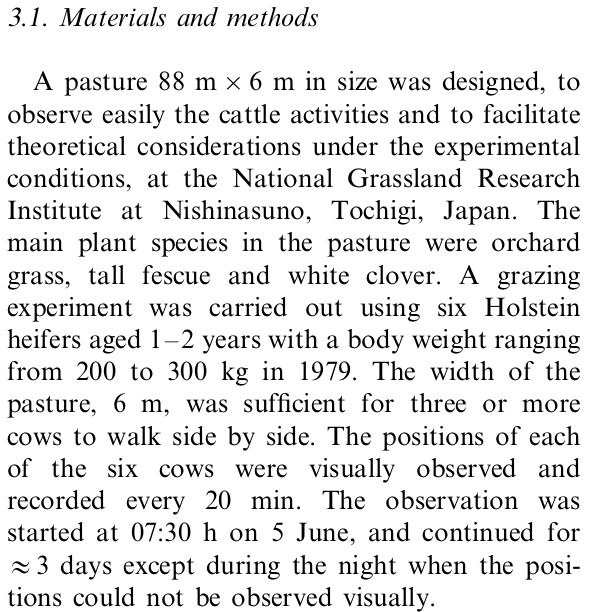 3.1. Materials and methods
A pasture 88 m × 6 m in size was designed, to
observe easily the cattle activities and to facilitate
theoretical considerations under the experimental
conditions, at the National Grassland Research
Institute at Nishinasuno, Tochigi, Japan. The
main plant species in the pasture were orchard
grass, tall fescue and white clover. A grazing
experiment was carried out using six Holstein
heifers aged 1–2 years with a body weight ranging
from 200 to 300 kg in 1979. The width of the
pasture, 6 m, was sufficient for three or more
cows to walk side by side. The positions of each
of the six cows were visually observed and
recorded every 20 min. The observation was
started at 07:30 h on 5 June, and continued for
≈3 days except during the night when the posi-
tions could not be observed visually.